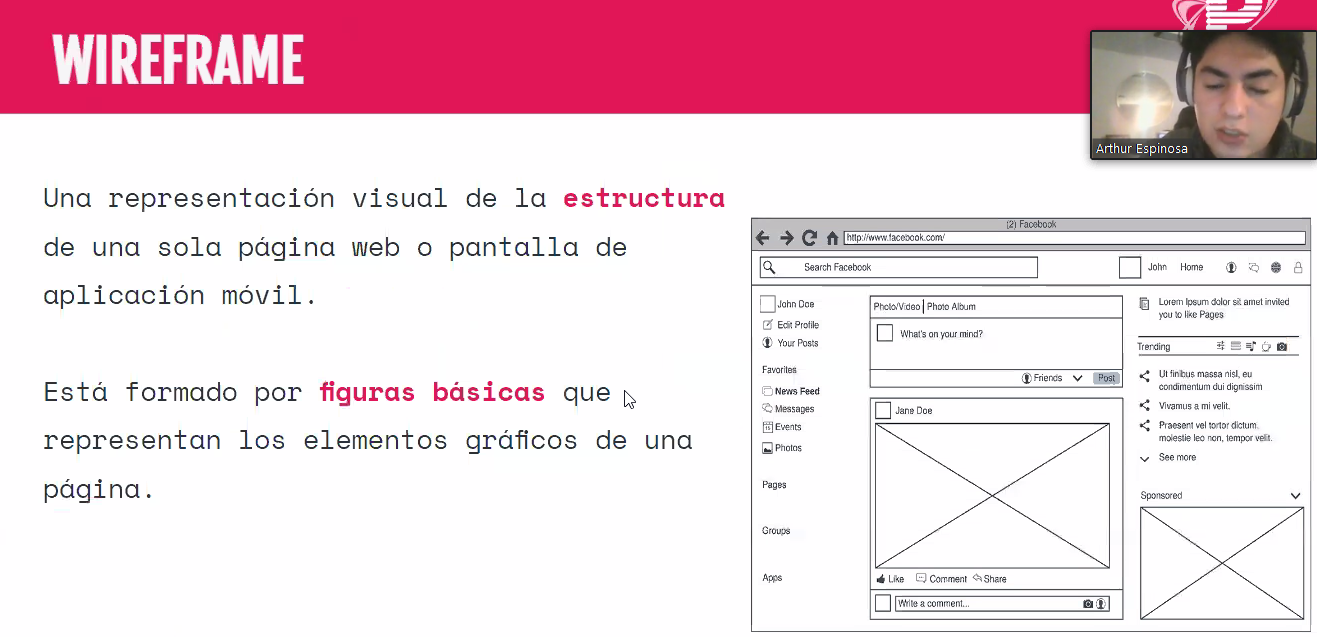 WIREFRAME
Arthur Espinosa
Una representación visual de la estructura
de una sola página web o pantalla de
aplicación móvil.
Está formado por figuras básicas que
representan los elementos gráficos de una
página.
(2) Facebook
http://www.facebook.com/
Search Facebook
John Home
John Doe
Edit Profile
Your Posts
Favorites
News Feed
Messages
Events
Photos
Pages
Groups
Apps
Photo/Video Photo Album
What's on your mind?
Friends Post
Jane Doe
Like Comment Share
Write a comment...
Lorem Ipsum dolor sit amet invited
you to like Pages
Trending
Ut finibus massa nisl, eu
condimentum dui dignissim
Vivamus a mi velit.
Praesent vel tortor dictum.
molestie leo non, tempor velit.
See more
Sponsored